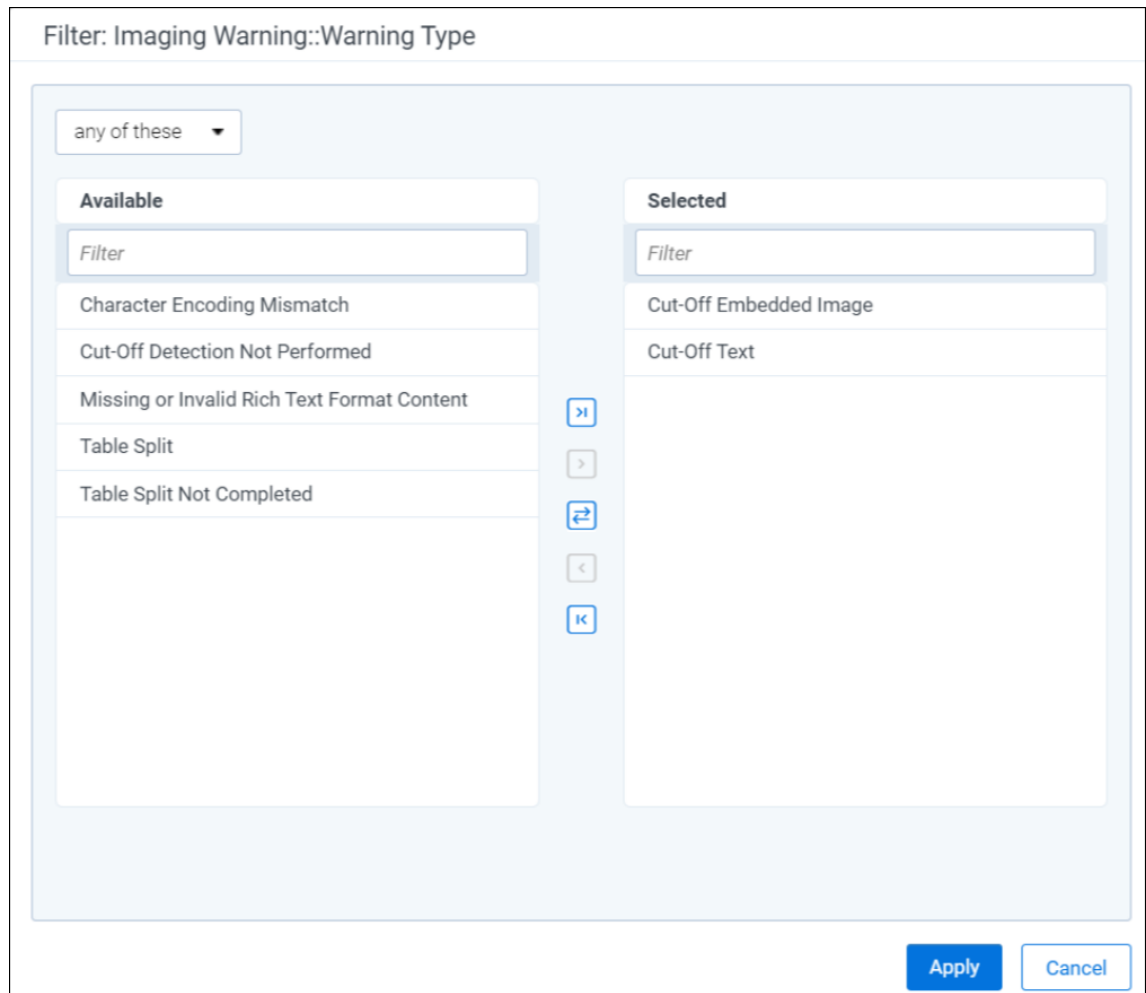 Filter: Imaging Warning::Warning Type
any of these
Available
Filter
Character Encoding Mismatch
Cut-Off Detection Not Performed
Missing or Invalid Rich Text Format Content
Table Split
Table Split Not Completed
Selected
Filter
Cut-Off Embedded Image
Cut-Off Text
Apply
Cancel